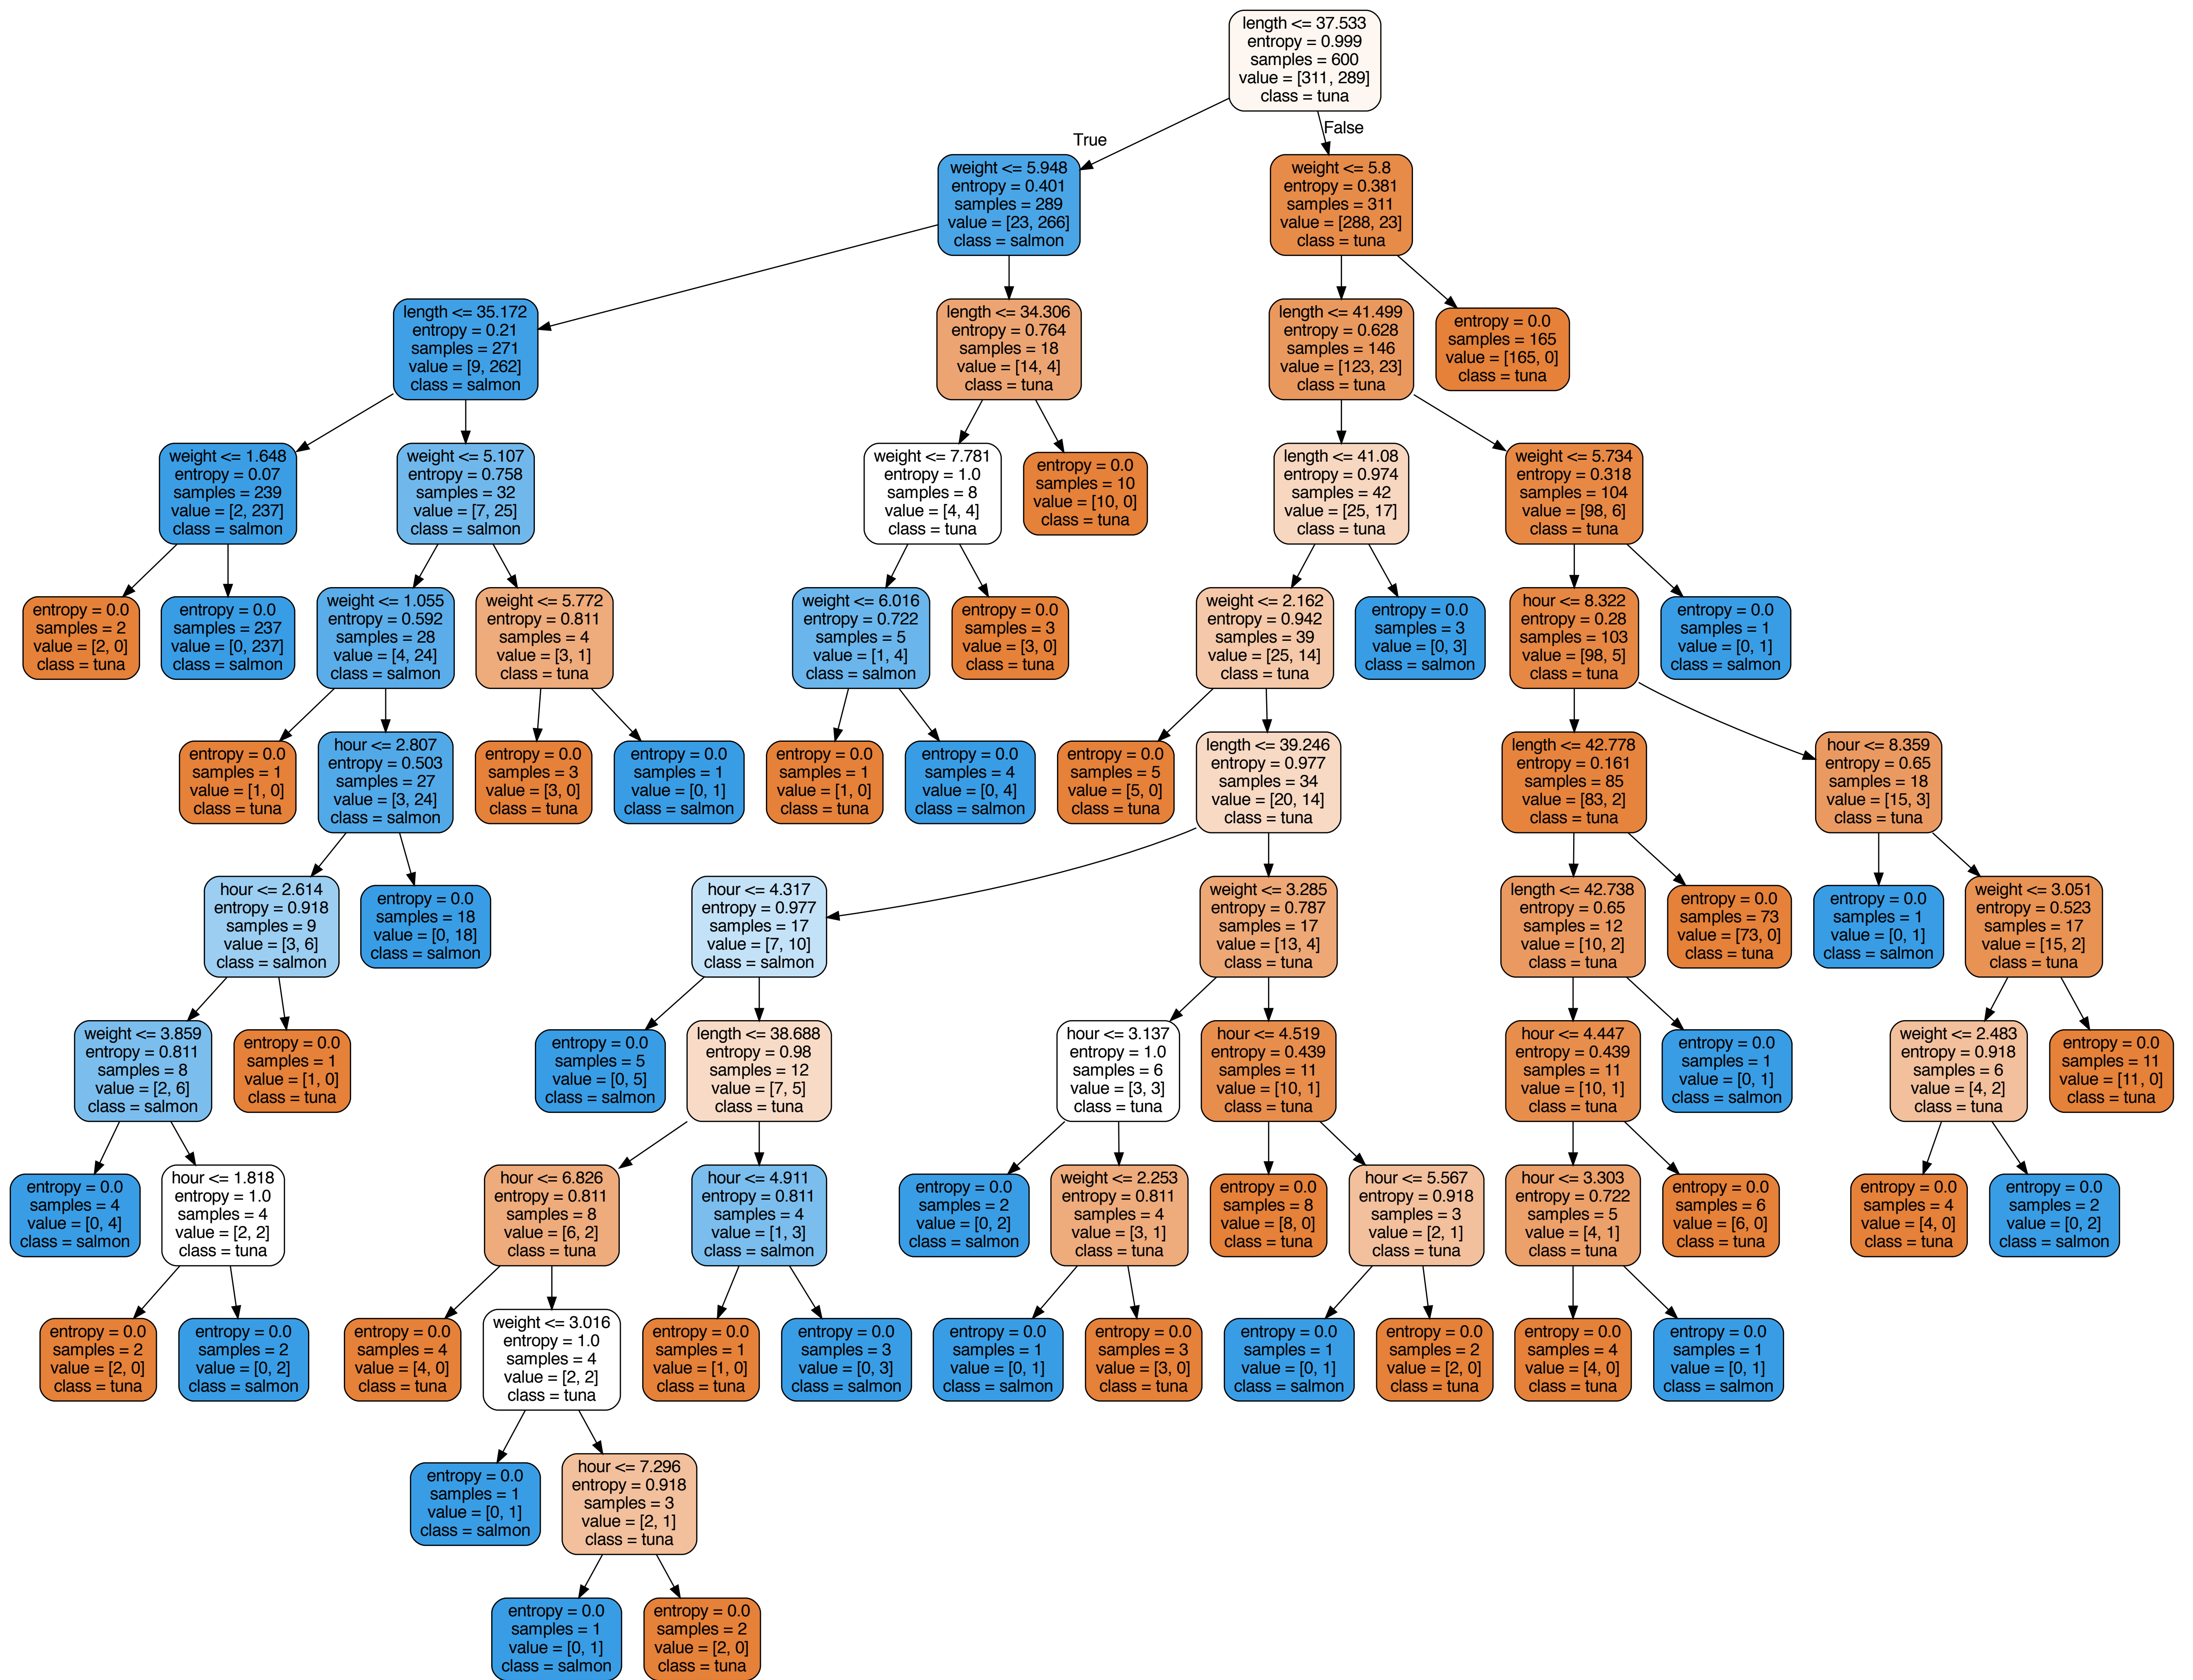 length <= 37.533
entropy = 0.999
samples = 600
value = [311, 289]
class = tuna
True
False
weight <= 5.948
entropy = 0.401
samples = 289
value = [23, 266]
class = salmon
weight <= 5.8
entropy = 0.381
samples = 311
value = [288, 23]
class = tuna
length <= 35.172
entropy = 0.21
samples = 271
value = [9, 262]
class = salmon
length <= 34.306
entropy = 0.764
samples = 18
value = [14, 4]
class = tuna
length <= 41.499
entropy = 0.628
samples = 146
value = [123, 23]
class = tuna
entropy = 0.0
samples = 165
value = [165, 0]
class = tuna
weight <= 1.648
entropy = 0.07
samples = 239
value = [2, 237]
class = salmon
weight <= 5.107
entropy = 0.758
samples = 32
value = [7, 25]
class = salmon
weight <= 7.781
entropy = 1.0
samples = 8
value = [4, 4]
class = tuna
entropy = 0.0
samples = 10
value = [10, 0]
class = tuna
length <= 41.08
entropy = 0.974
samples = 42
value = [25, 17]
class = tuna
weight <= 5.734
entropy = 0.318
samples = 104
value = [98, 6]
class = tuna
entropy = 0.0
samples = 2
value = [2, 0]
class = tuna
entropy = 0.0
samples = 237
value = [0, 237]
class = salmon
weight <= 1.055
entropy = 0.592
samples = 28
value = [4, 24]
class = salmon
weight <= 5.772
entropy = 0.811
samples = 4
value = [3, 1]
class = tuna
weight <= 6.016
entropy = 0.722
samples = 5
value = [1, 4]
class = salmon
entropy = 0.0
samples = 3
value = [3, 0]
class = tuna
weight <= 2.162
entropy = 0.942
samples = 39
value = [25, 14]
class = tuna
entropy = 0.0
samples = 3
value = [0, 3]
class = salmon
hour <= 8.322
entropy = 0.28
samples = 103
value = [98, 5]
class = tuna
entropy = 0.0
samples = 1
value = [0, 1]
class = salmon
entropy = 0.0
samples = 1
value = [1, 0]
class = tuna
hour <= 2.807
entropy = 0.503
samples = 27
value = [3, 24]
class = salmon
entropy = 0.0
samples = 3
value = [3, 0]
class = tuna
entropy = 0.0
samples = 1
value = [0, 1]
class = salmon
entropy = 0.0
samples = 1
value = [1, 0]
class = tuna
entropy = 0.0
samples = 4
value = [0, 4]
class = salmon
entropy = 0.0
samples = 5
value = [5, 0]
class = tuna
length <= 39.246
entropy = 0.977
samples = 34
value = [20, 14]
class = tuna
length <= 42.778
entropy = 0.161
samples = 85
value = [83, 2]
class = tuna
hour <= 8.359
entropy = 0.65
samples = 18
value = [15, 3]
class = tuna
hour <= 2.614
entropy = 0.918
samples = 9
value = [3, 6]
class = salmon
entropy = 0.0
samples = 18
value = [0, 18]
class = salmon
hour <= 4.317
entropy = 0.977
samples = 17
value = [7, 10]
class = salmon
weight <= 3.285
entropy = 0.787
samples = 17
value = [13, 4]
class = tuna
length <= 42.738
entropy = 0.65
samples = 12
value = [10, 2]
class = tuna
entropy = 0.0
samples = 73
value = [73, 0]
class = tuna
entropy = 0.0
samples = 1
value = [0, 1]
class = salmon
weight <= 3.051
entropy = 0.523
samples = 17
value = [15, 2]
class = tuna
weight <= 3.859
entropy = 0.811
samples = 8
value = [2, 6]
class = salmon
entropy = 0.0
samples = 1
value = [1, 0]
class = tuna
entropy = 0.0
samples = 5
value = [0, 5]
class = salmon
length <= 38.688
entropy = 0.98
samples = 12
value = [7, 5]
class = tuna
hour <= 3.137
entropy = 1.0
samples = 6
value = [3, 3]
class = tuna
hour <= 4.519
entropy = 0.439
samples = 11
value = [10, 1]
class = tuna
hour <= 4.447
entropy = 0.439
samples = 11
value = [10, 1]
class = tuna
entropy = 0.0
samples = 1
value = [0, 1]
class = salmon
weight <= 2.483
entropy = 0.918
samples = 6
value = [4, 2]
class = tuna
entropy = 0.0
samples = 11
value = [11, 0]
class = tuna
entropy = 0.0
samples = 4
value = [0, 4]
class = salmon
hour <= 1.818
entropy = 1.0
samples = 4
value = [2, 2]
class = tuna
hour <= 6.826
entropy = 0.811
samples = 8
value = [6, 2]
class = tuna
hour <= 4.911
entropy = 0.811
samples = 4
value = [1, 3]
class = salmon
entropy = 0.0
samples = 2
value = [0, 2]
class = salmon
weight <= 2.253
entropy = 0.811
samples = 4
value = [3, 1]
class = tuna
entropy = 0.0
samples = 8
value = [8, 0]
class = tuna
hour <= 5.567
entropy = 0.918
samples = 3
value = [2, 1]
class = tuna
hour <= 3.303
entropy = 0.722
samples = 5
value = [4, 1]
class = tuna
entropy = 0.0
samples = 6
value = [6, 0]
class = tuna
entropy = 0.0
samples = 4
value = [4, 0]
class = tuna
entropy = 0.0
samples = 2
value = [0, 2]
class = salmon
entropy = 0.0
samples = 2
value = [2, 0]
class = tuna
entropy = 0.0
samples = 2
value = [0, 2]
class = salmon
entropy = 0.0
samples = 4
value = [4, 0]
class = tuna
weight <= 3.016
entropy = 1.0
samples = 4
value = [2, 2]
class = tuna
entropy = 0.0
samples = 1
value = [1, 0]
class = tuna
entropy = 0.0
samples = 3
value = [0, 3]
class = salmon
entropy = 0.0
samples = 1
value = [0, 1]
class = salmon
entropy = 0.0
samples = 3
value = [3, 0]
class = tuna
entropy = 0.0
samples = 1
value = [0, 1]
class = salmon
entropy = 0.0
samples = 2
value = [2, 0]
class = tuna
entropy = 0.0
samples = 4
value = [4, 0]
class = tuna
entropy = 0.0
samples = 1
value = [0, 1]
class = salmon
entropy = 0.0
samples = 1
value = [0, 1]
class = salmon
hour <= 7.296
entropy = 0.918
samples = 3
value = [2, 1]
class = tuna
entropy = 0.0
samples = 1
value = [0, 1]
class = salmon
entropy = 0.0
samples = 2
value = [2, 0]
class = tuna